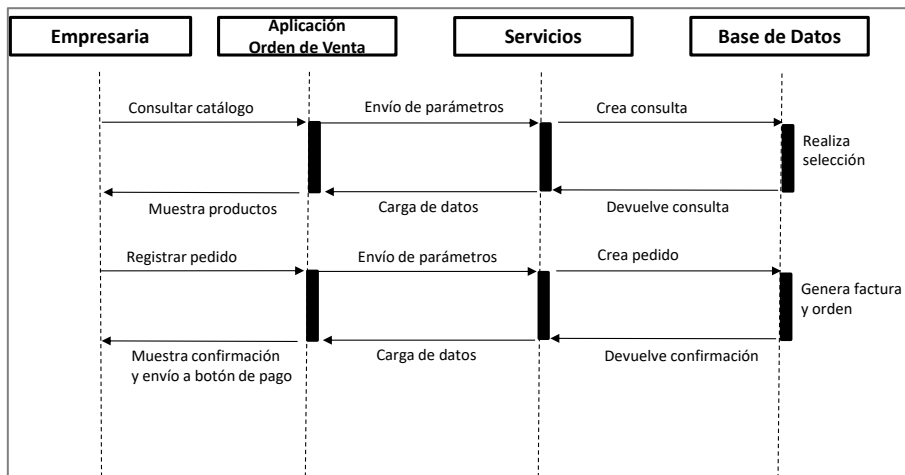 Empresaria
Aplicación
Orden de Venta
Servicios
Base de Datos
Consultar catálogo
Envío de parámetros
Crea consulta
Realiza
selección
Muestra productos
Carga de datos
Devuelve consulta
Registrar pedido
Envío de parámetros
Crea pedido
Genera factura
y orden
Muestra confirmación
y envío a botón de pago
Carga de datos
Devuelve confirmación